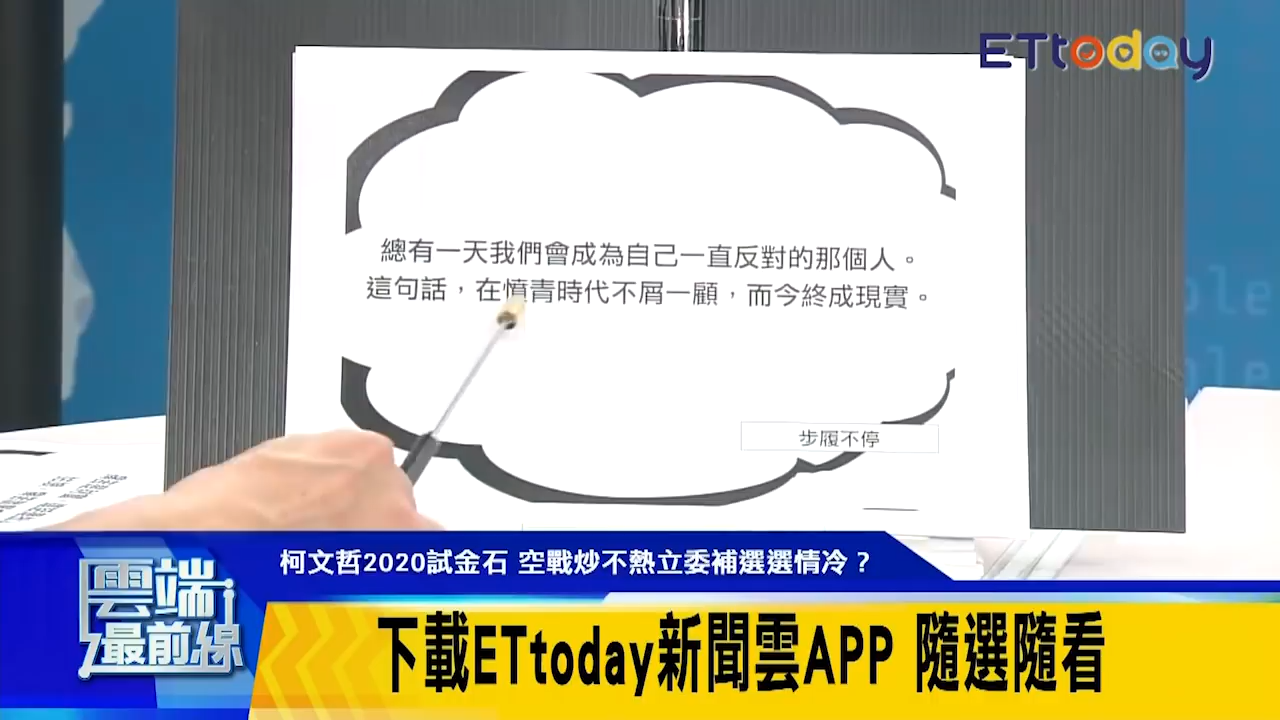 ETtoday
總有一天我們會成為自己一直反對的那個人。
這句話，在憤青時代不屑一顧，而今終成現實。
步履不停
柯文哲2020試金石 空戰炒不熱立委補選選情冷？
雲端最前線
下載ETtoday新聞雲APP 隨選隨看